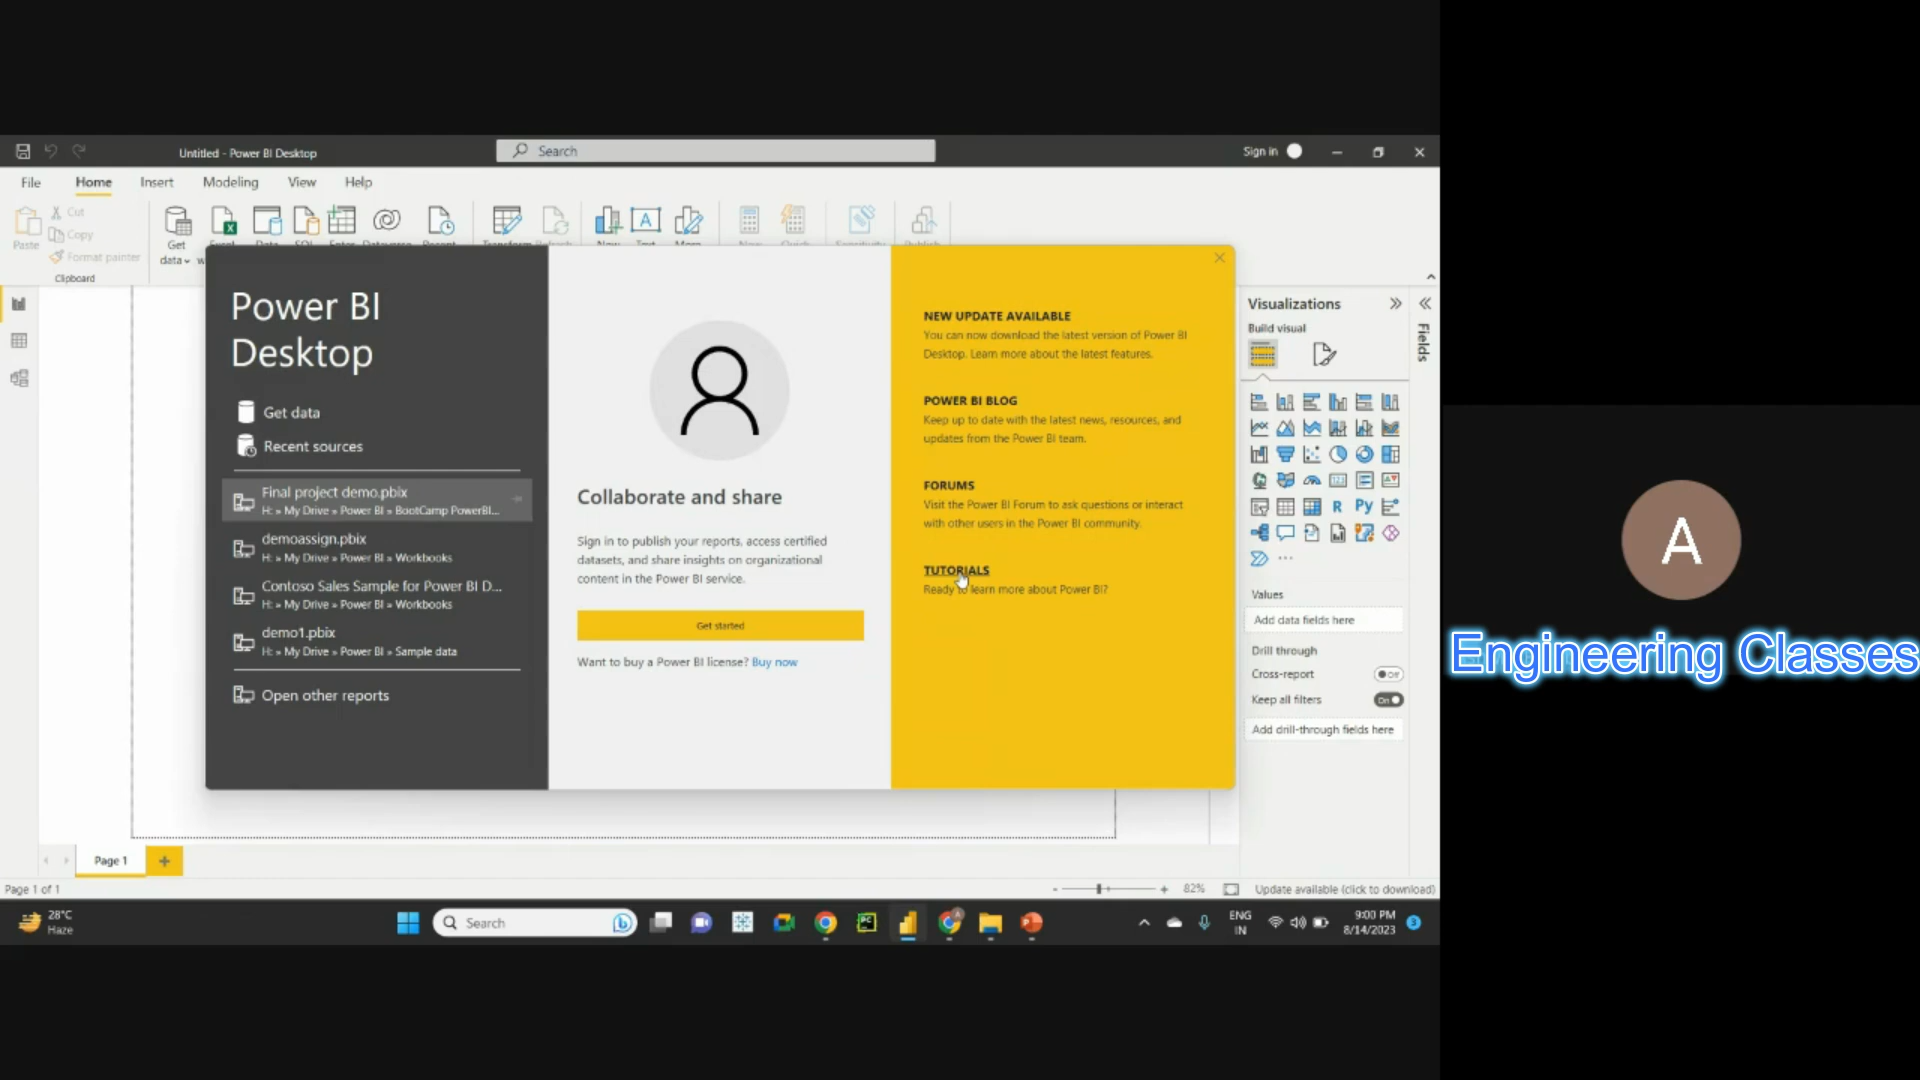 Untitled - Power BI Desktop
Search
Sign in
File Home Insert Modeling View Help
Paste
Cut
Copy
Format painter
Clipboard
Get
data
Power BI
Desktop
Get data
Recent sources
Final project demo.pbix
H: » My Drive » Power BI » BootCamp PowerBI...
demoassign.pbix
H: » My Drive » Power BI » Workbooks
Contoso Sales Sample for Power BI D...
H: » My Drive » Power BI » Workbooks
demo1.pbix
H: » My Drive » Power BI » Sample data
Open other reports
Collaborate and share
Sign in to publish your reports, access certified
datasets, and share insights on organizational
content in the Power BI service.
Get started
Want to buy a Power BI license? Buy now
NEW UPDATE AVAILABLE
You can now download the latest version of Power BI
Desktop. Learn more about the latest features.
POWER BI BLOG
Keep up to date with the latest news, resources, and
updates from the Power BI team.
FORUMS
Visit the Power BI Forum to ask questions or interact
with other users in the Power BI community.
TUTORIALS
Ready to learn more about Power BI?
Visualizations
Build visual
Fields
R Py
Values
Add data fields here
Drill through
Cross-report Off
Keep all filters On
Add drill-through fields here
Page 1
Page 1 of 1
82%
Update available (click to download)
28°C
Haze
Search
ENG
IN
9:00 PM
8/14/2023
A
Engineering Classes